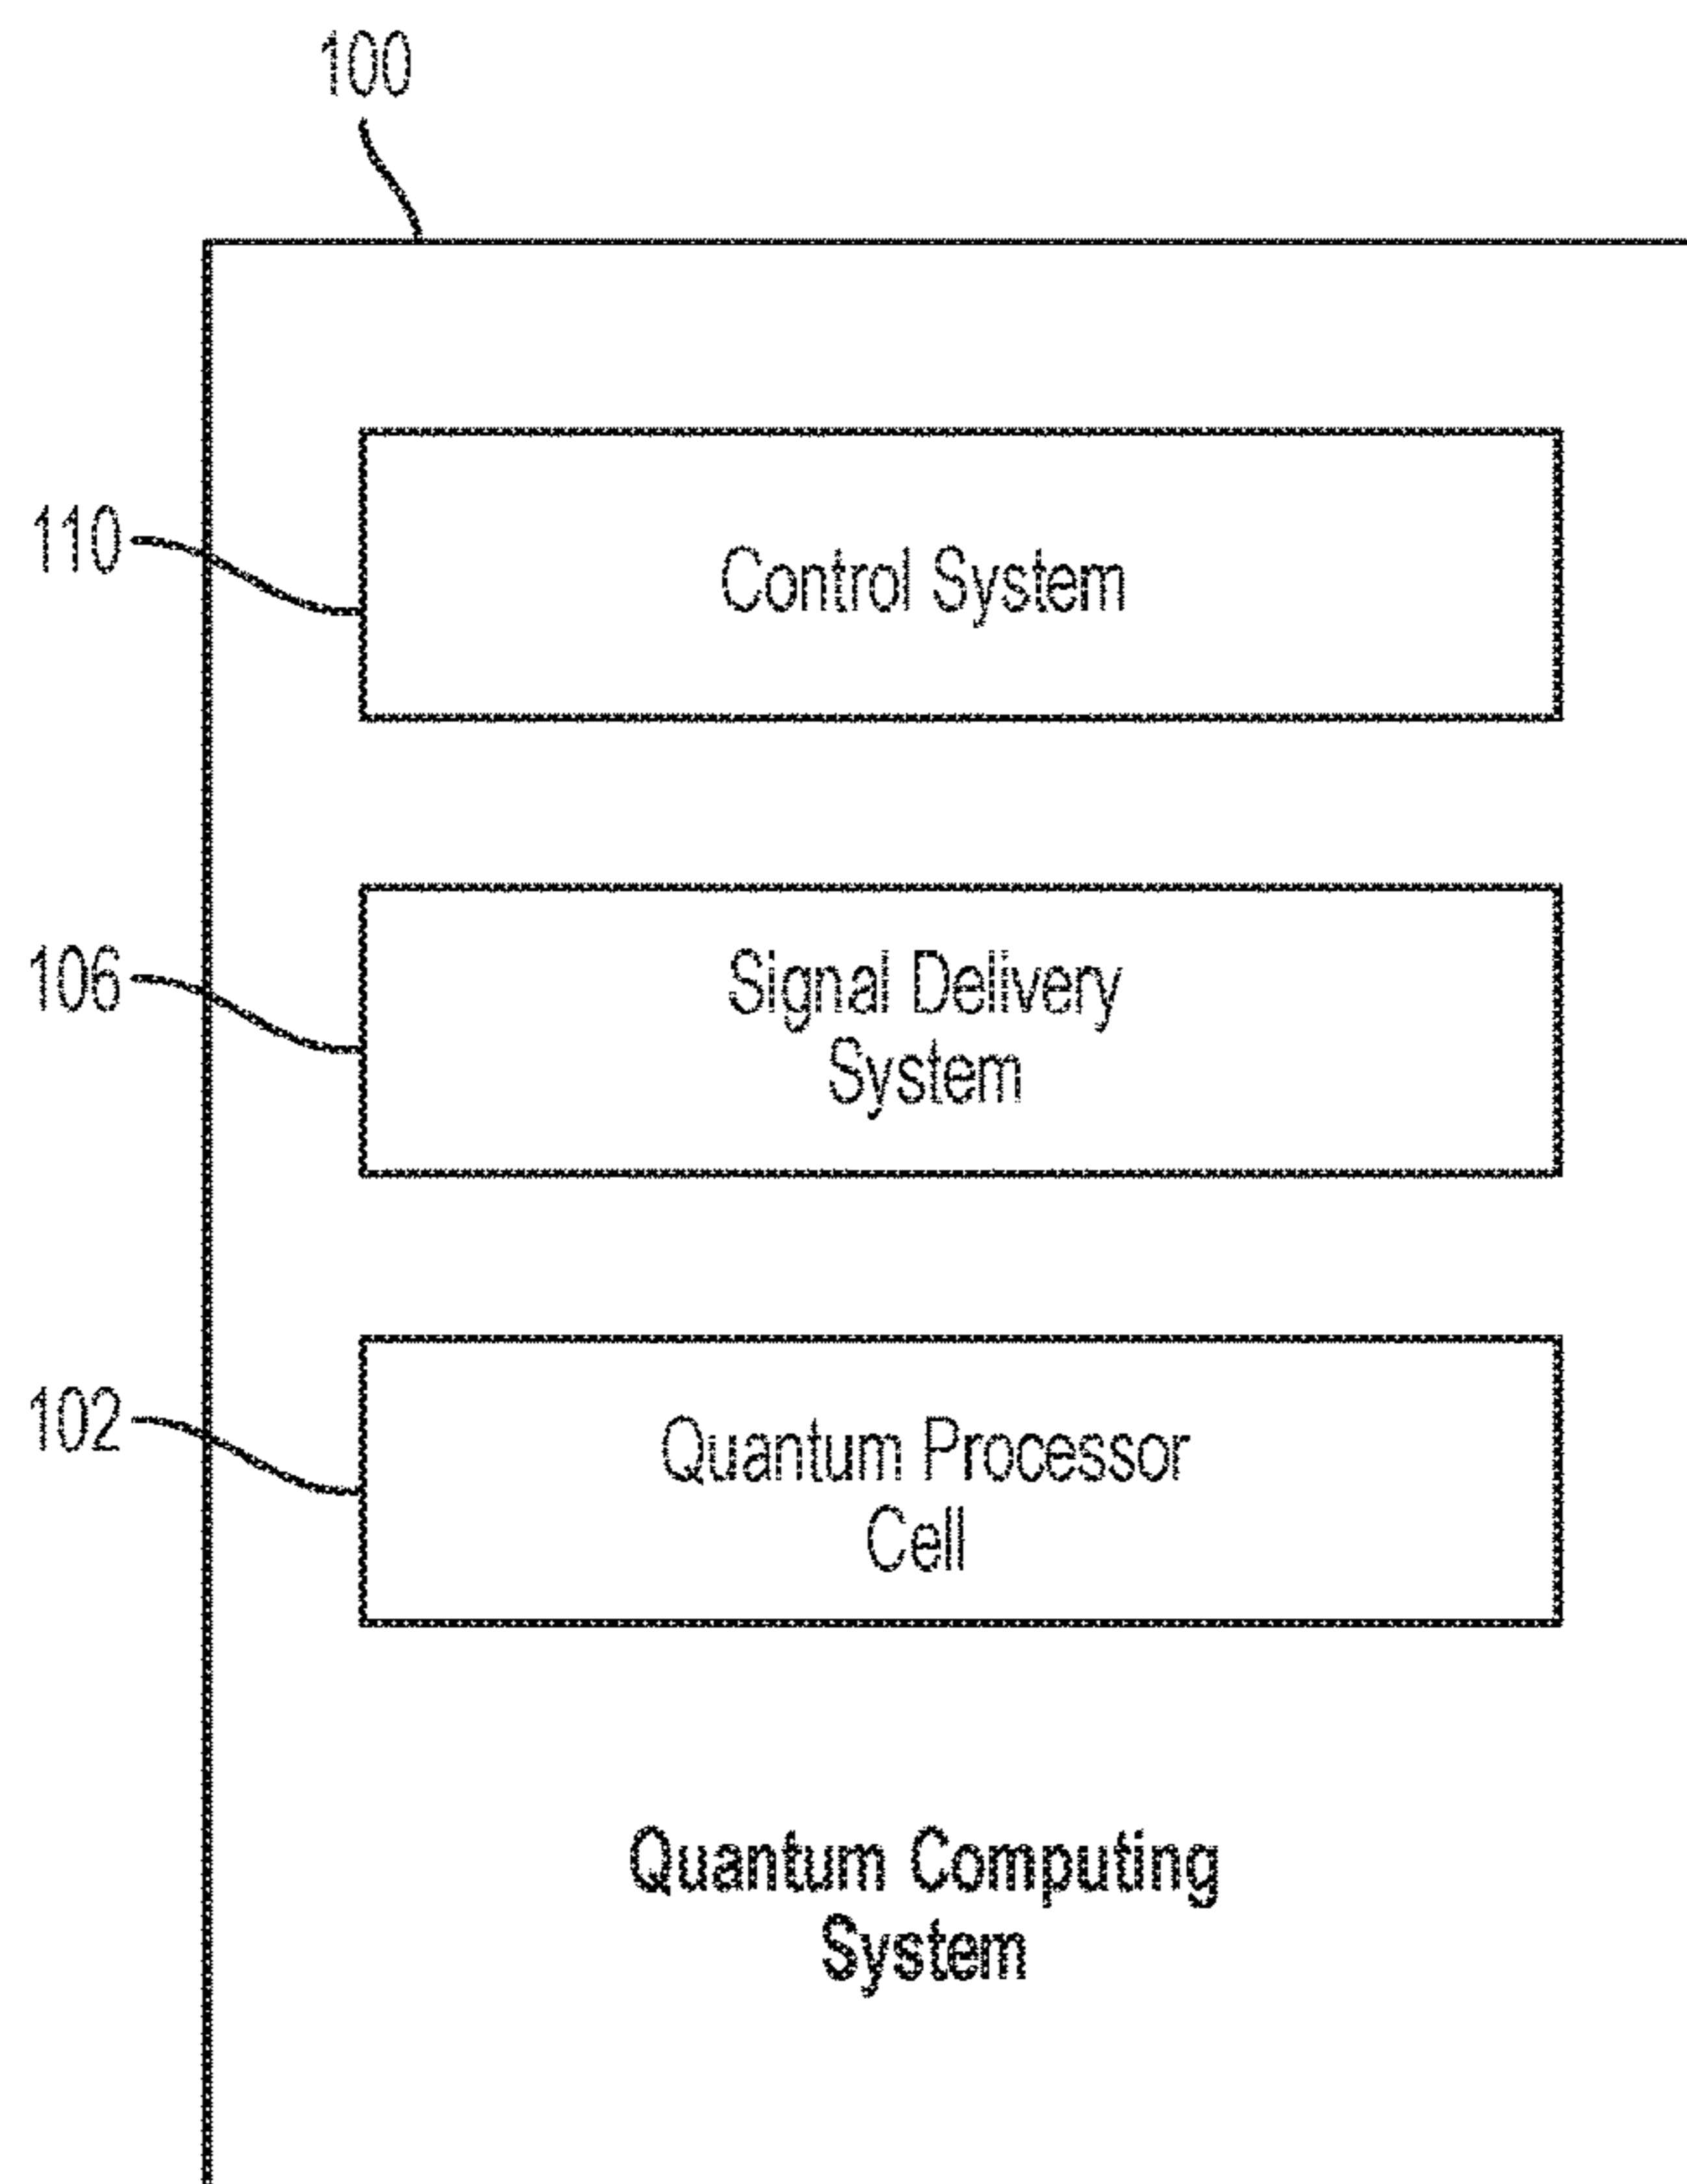 100
110
Control System
106
Signal Delivery
System
102
Quantum Processor
Cell
Quantum Computing
System